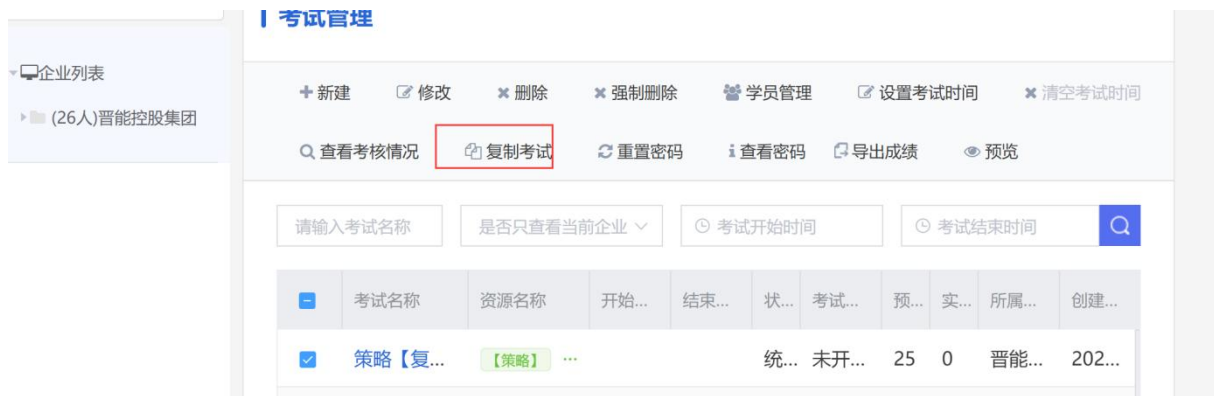 考试管理
企业列表
(26人)晋能控股集团
新建 修改 删除 强制删除 学员管理 设置考试时间 清空考试时间
查看考核情况 复制考试 重置密码 查看密码 导出成绩 预览
请输入考试名称 是否只查看当前企业 考试开始时间 考试结束时间
考试名称 资源名称 开始... 结束... 状... 考试... 预... 实... 所属... 创建...
策略【复... 【策略】 ... 统... 未开... 25 0 晋能... 202...